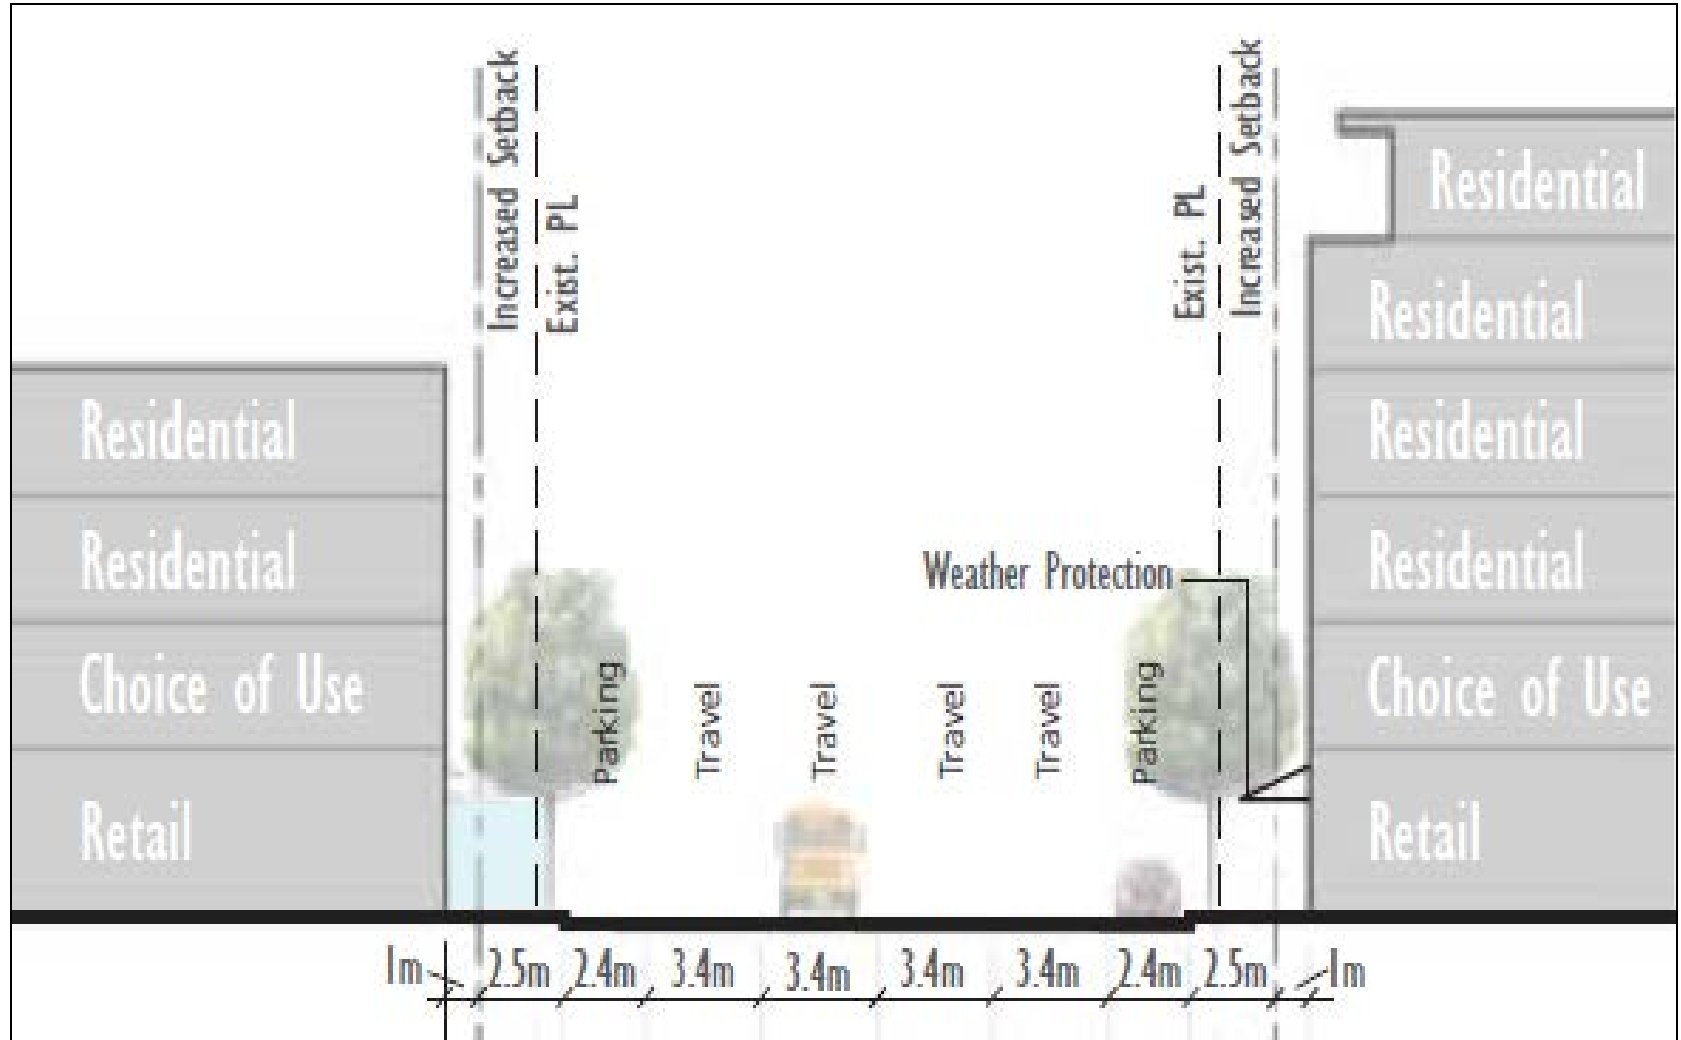 Increased Setback
Exist. PL
Exist. PL
Increased Setback
Residential
Residential
Residential
Residential
Residential
Residential
Weather Protection
Choice of Use
Parking
Travel
Travel
Travel
Travel
Parking
Choice of Use
Retail
Retail
1m
2.5m
2.4m
3.4m
3.4m
3.4m
3.4m
2.4m
2.5m
1m